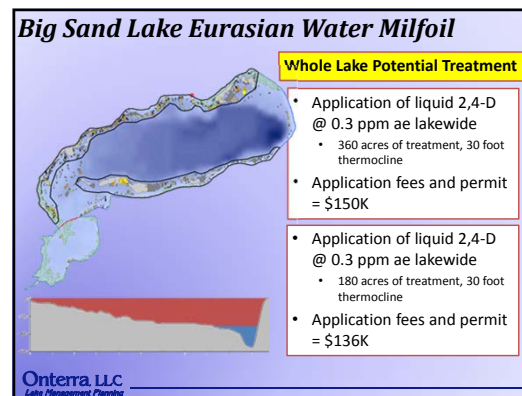 Big Sand Lake Eurasian Water Milfoil
Whole Lake Potential Treatment
• Application of liquid 2,4-D
@ 0.3 ppm ae lakewide
• 360 acres of treatment, 30 foot
thermocline
• Application fees and permit
= $150K
• Application of liquid 2,4-D
@ 0.3 ppm ae lakewide
• 180 acres of treatment, 30 foot
thermocline
• Application fees and permit
= $136K
Onterra LLC
Lake Management Planning